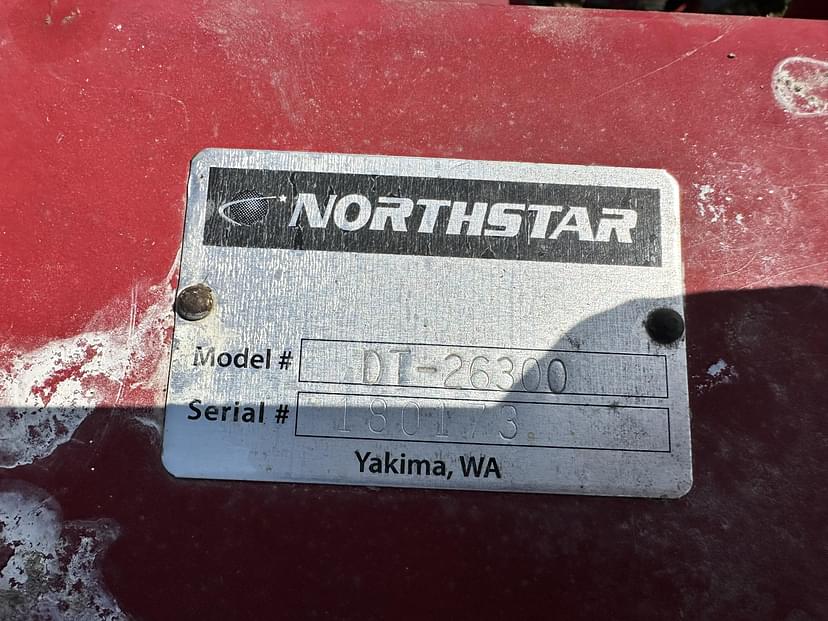 NORTHSTAR
Model # DT-26300
Serial # 180173
Yakima, WA